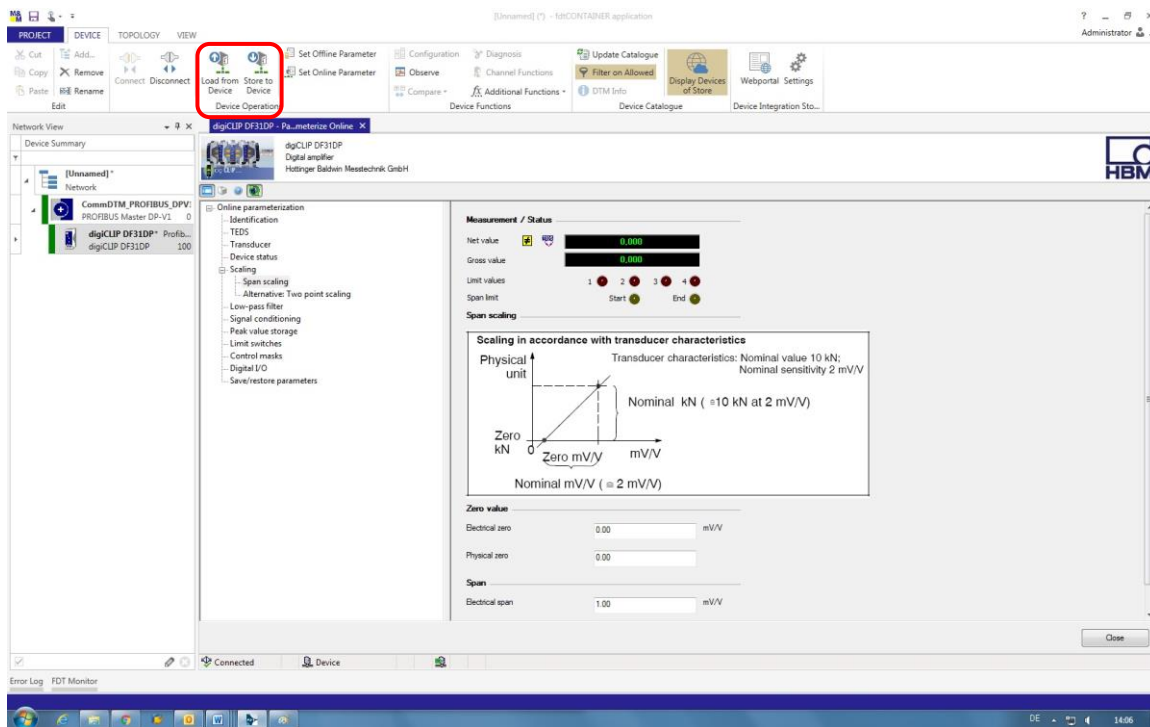 [Unnamed] (*) - fdtCONTAINER application
? _
PROJECT DEVICE TOPOLOGY VIEW
Administrator
Cut Add...
Copy Remove
Paste Rename
Connect Disconnect
Edit
Load from Device
Store to Device
Device Operation
Set Offline Parameter
Set Online Parameter
Configuration
Observe
Compare
Diagnosis
Channel Functions
Additional Functions
Device Functions
Update Catalogue
Filter on Allowed
DTM Info
Display Devices of Store
Device Catalogue
Webportal Settings
Device Integration Sto...
Network View
Device Summary
[Unnamed]*
Network
CommDTM_PROFIBUS_DPV:
PROFIBUS Master DP-V1 0
digiCLIP DF31DP* Profib...
digiCLIP DF31DP 100
digiCLIP DF31DP - Pa...meterize Online X
digiCLIP DF31DP
Digital amplifier
Hottinger Baldwin Messtechnik GmbH
HBM
Online parameterization
Identification
TEDS
Transducer
Device status
Scaling
Span scaling
Alternative: Two point scaling
Low-pass filter
Signal conditioning
Peak value storage
Limit switches
Control masks
Digital I/O
Save/restore parameters
Measurement / Status
Net value 0,000
Gross value 0,000
Limit values 1 2 3 4
Span limit Start End
Span scaling
Scaling in accordance with transducer characteristics
Physical unit
Transducer characteristics: Nominal value 10 kN;
Nominal sensitivity 2 mV/V
Nominal kN ( ≙10 kN at 2 mV/V)
Zero kN
0
Zero mV/V
mV/V
Nominal mV/V ( ≙ 2 mV/V)
Zero value
Electrical zero 0.00 mV/V
Physical zero 0.00
Span
Electrical span 1.00 mV/V
Close
Connected Device
Error Log FDT Monitor
DE 14:06